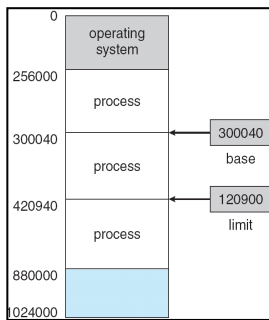 0
operating
system
256000
process
300040
300040
base
process
420940
120900
limit
process
880000
1024000